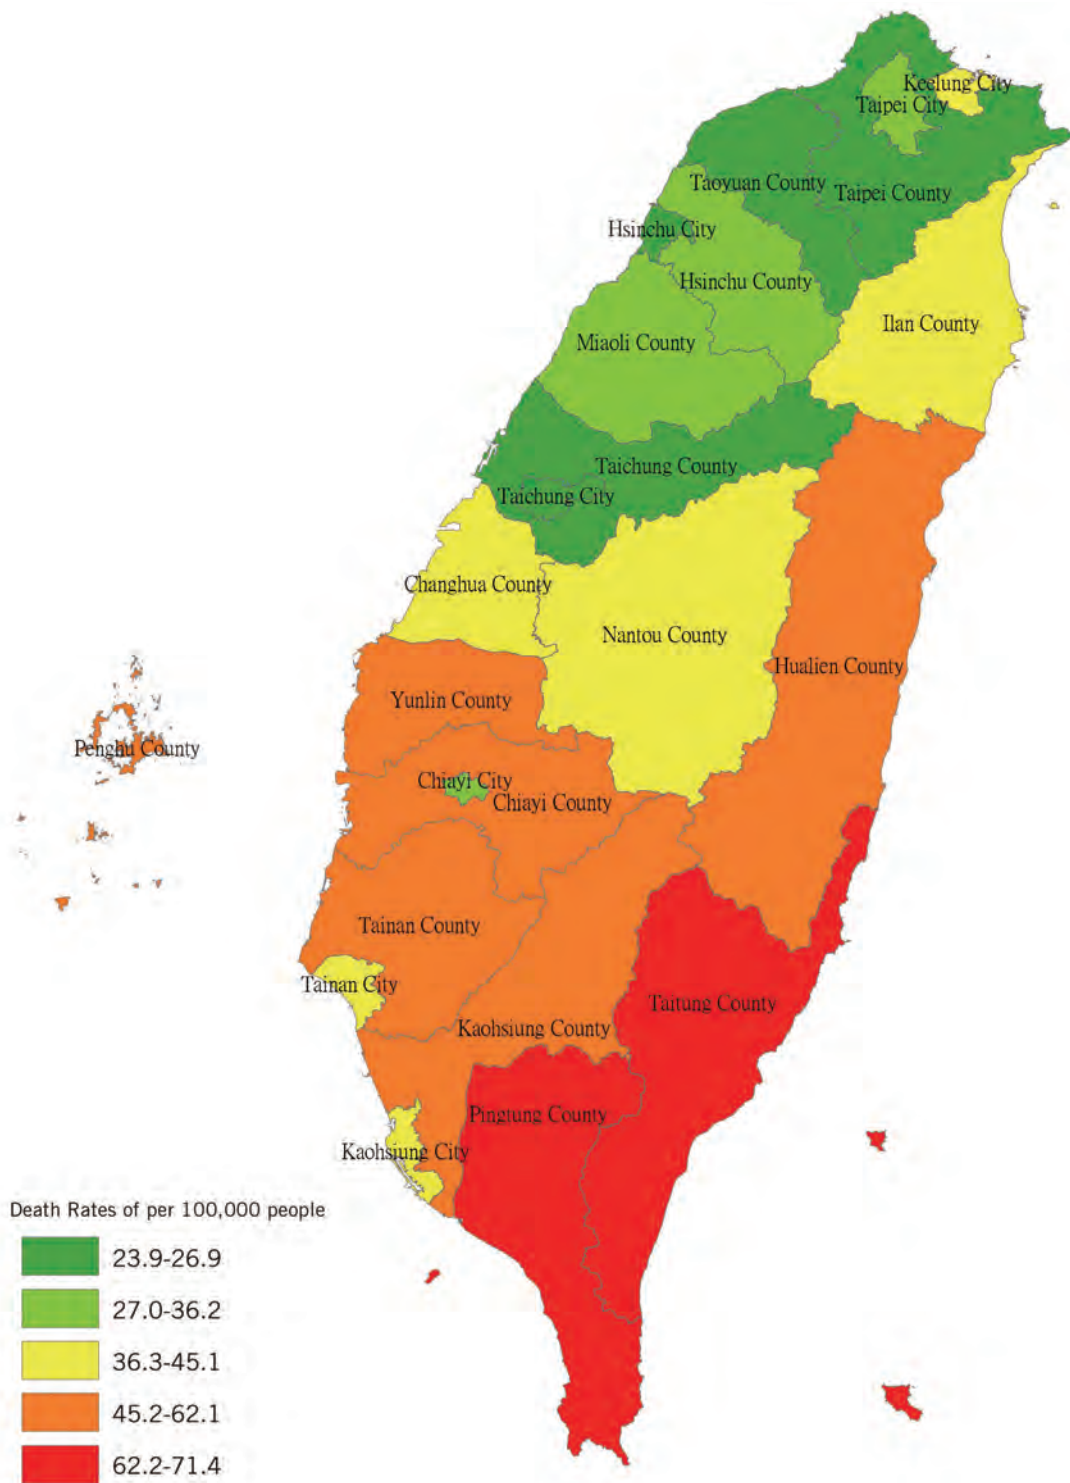 Keelung City
Taipei City
Taoyuan County
Taipei County
Hsinchu City
Hsinchu County
Ilan County
Miaoli County
Taichung County
Taichung City
Changhua County
Nantou County
Hualien County
Yunlin County
Penghu County
Chiayi City
Chiayi County
Tainan County
Tainan City
Taitung County
Kaohsiung County
Pingtung County
Kaohsiung City
Death Rates of per 100,000 people
23.9-26.9
27.0-36.2
36.3-45.1
45.2-62.1
62.2-71.4